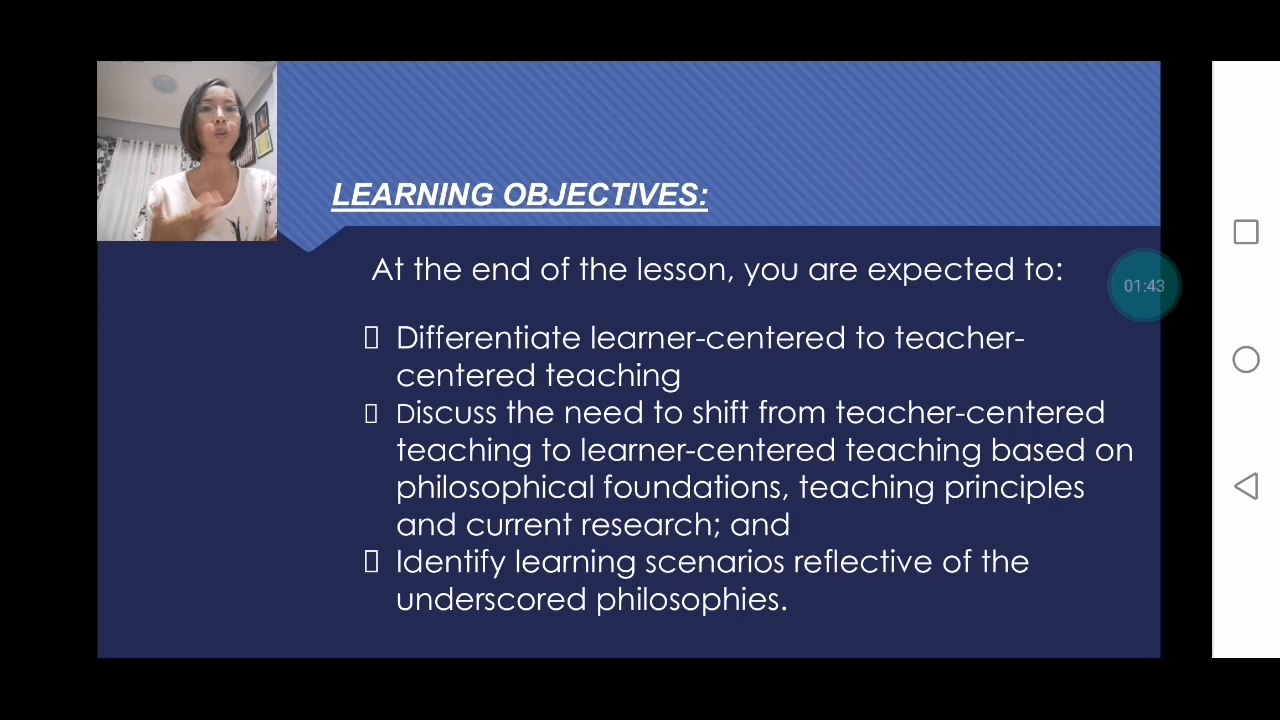 LEARNING OBJECTIVES:
At the end of the lesson, you are expected to:
01:43
Differentiate learner-centered to teacher-
centered teaching
Discuss the need to shift from teacher-centered
teaching to learner-centered teaching based on
philosophical foundations, teaching principles
and current research; and
Identify learning scenarios reflective of the
underscored philosophies.